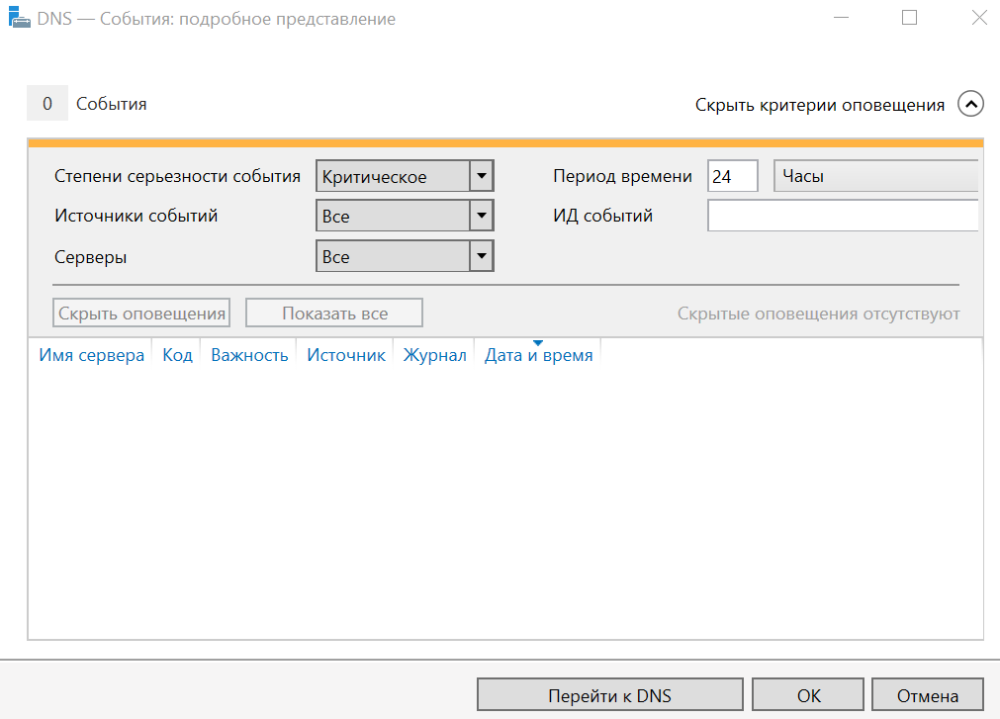 DNS — События: подробное представление
0 События Скрыть критерии оповещения
Степени серьезности события Критическое Период времени 24 Часы
Источники событий Все ИД событий
Серверы Все
Скрыть оповещения Показать все Скрытые оповещения отсутствуют
Имя сервера Код Важность Источник Журнал Дата и время
Перейти к DNS ОК Отмена